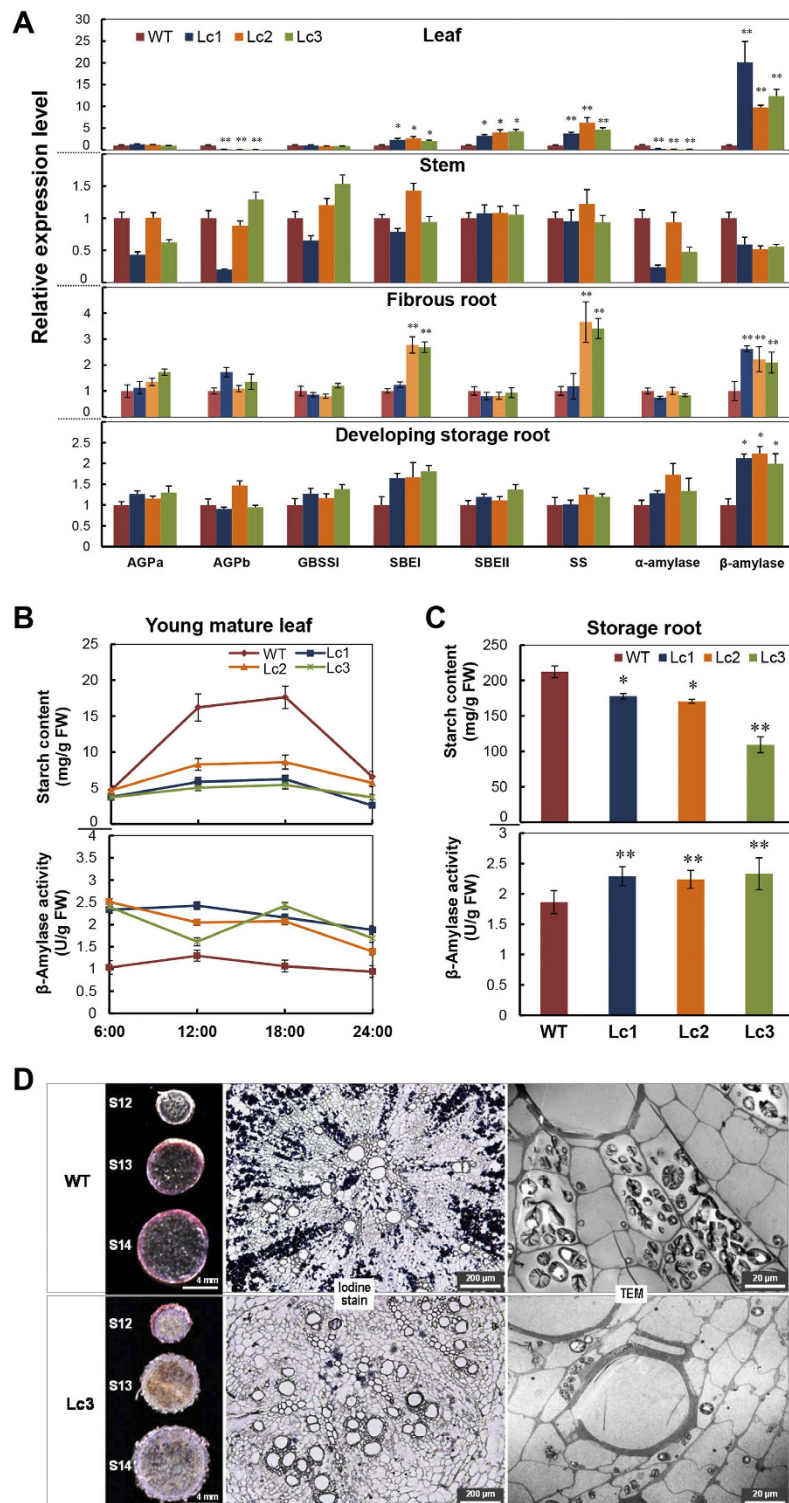 A
WT Lc1 Lc2 Lc3
Leaf
Relative expression level
30
25
20
15
10
5
0
** ** **
* * *
* * *
** ** **
** ** **
** ** **
Stem
1.5
1
0.5
0
Fibrous root
4
3
2
1
0
** **
** **
** ** **
Developing storage root
2.5
2
1.5
1
0.5
0
* * *
AGPa AGPb GBSSI SBEI SBEII SS α-amylase β-amylase
B
Young mature leaf
WT Lc1
Lc2 Lc3
Starch content
(mg/g FW)
25
20
15
10
5
0
β-Amylase activity
(U/g FW)
4
3.5
3
2.5
2
1.5
1
0.5
0
6:00 12:00 18:00 24:00
C
Storage root
WT Lc1 Lc2 Lc3
Starch content
(mg/g FW)
250
200
150
100
50
0
* * **
β-Amylase activity
(U/g FW)
3
2.5
2
1.5
1
0.5
0
** ** **
WT Lc1 Lc2 Lc3
D
WT
S12
S13
S14
4 mm
Iodine
stain
200 µm
TEM
20 µm
Lc3
S12
S13
S14
4 mm
200 µm
20 µm